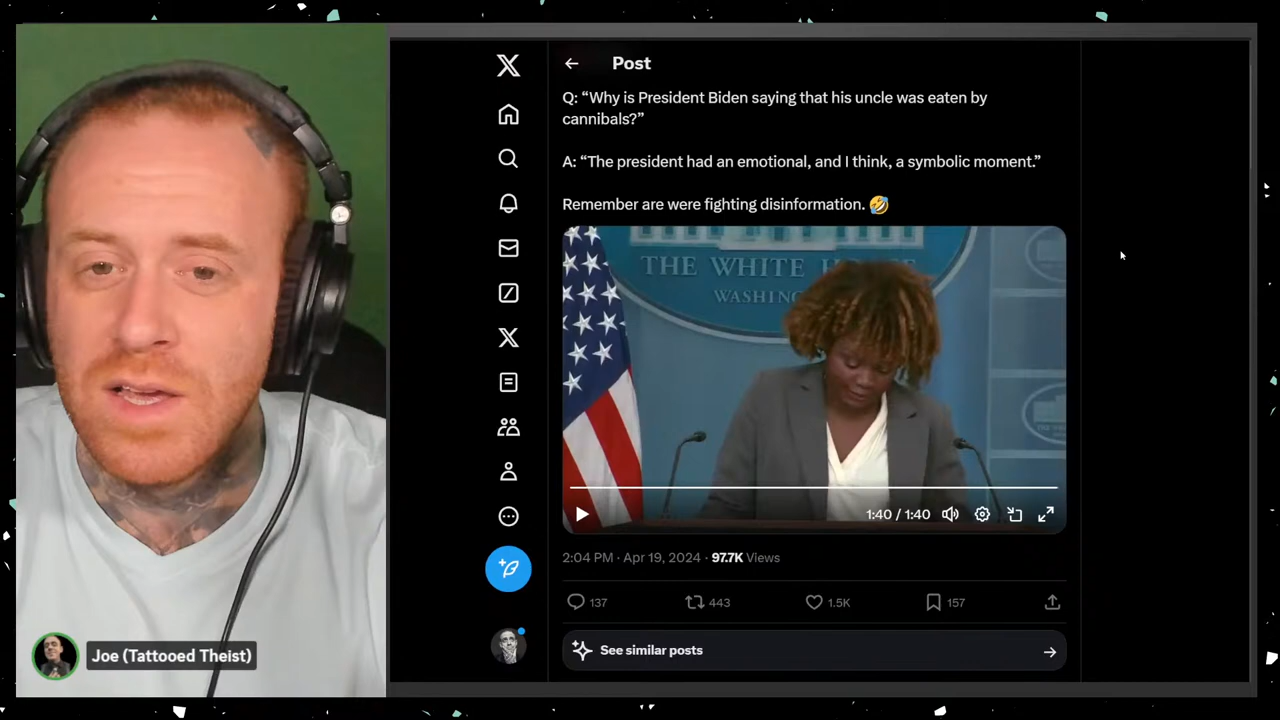 Post
Q: “Why is President Biden saying that his uncle was eaten by
cannibals?”
A: “The president had an emotional, and I think, a symbolic moment.”
Remember are were fighting disinformation. 🤣
THE WHITE HOUSE
WASHING
1:40 / 1:40
2:04 PM · Apr 19, 2024 · 97.7K Views
137 443 1.5K 157
See similar posts
Joe (Tattooed Theist)